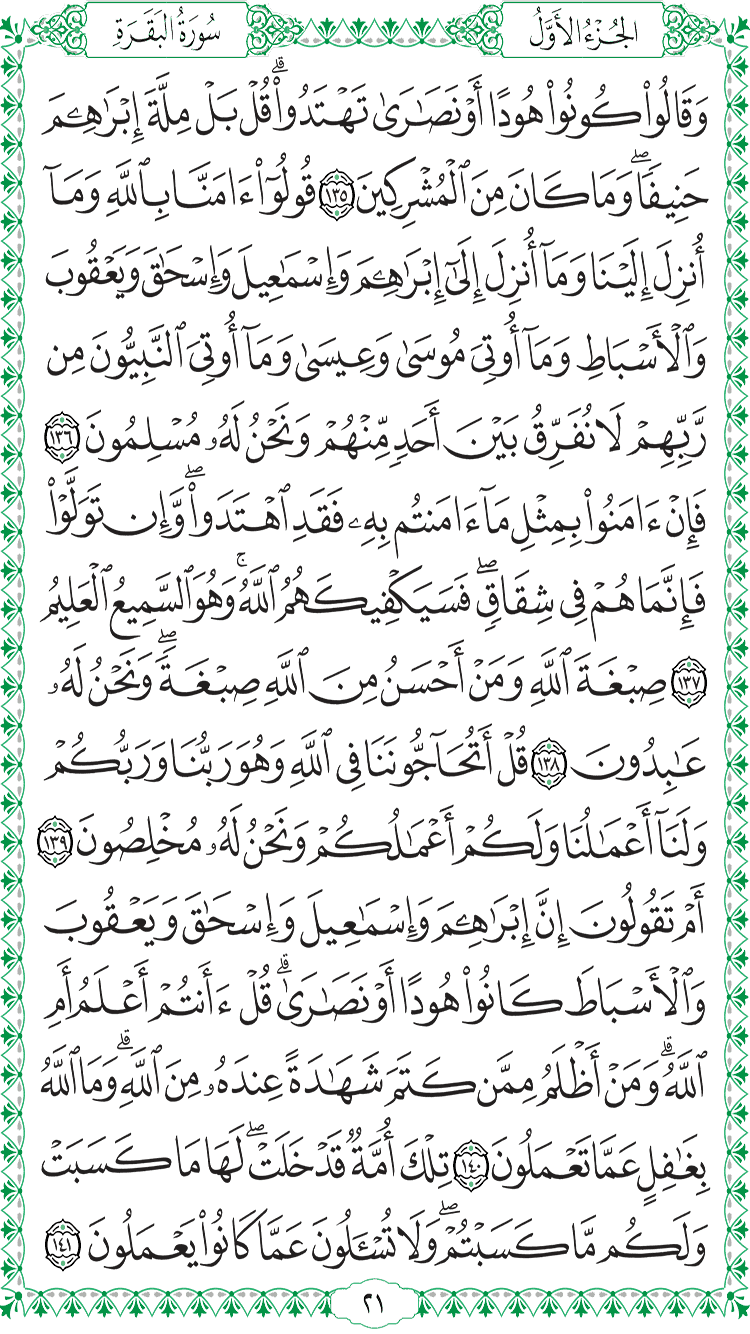 الجُزْءُ الأَوَّلُ
سُورَةُ البَقَرَةِ
وَقَالُواْ كُونُواْ هُودًا أَوۡ نَصَٰرَىٰ تَهۡتَدُواْۗ قُلۡ بَلۡ مِلَّةَ إِبۡرَٰهِـۧمَ
حَنِيفٗاۖ وَمَا كَانَ مِنَ ٱلۡمُشۡرِكِينَ ١٣٥ قُولُوٓاْ ءَامَنَّا بِٱللَّهِ وَمَآ
أُنزِلَ إِلَيۡنَا وَمَآ أُنزِلَ إِلَىٰٓ إِبۡرَٰهِـۧمَ وَإِسۡمَٰعِيلَ وَإِسۡحَٰقَ وَيَعۡقُوبَ
وَٱلۡأَسۡبَاطِ وَمَآ أُوتِيَ مُوسَىٰ وَعِيسَىٰ وَمَآ أُوتِيَ ٱلنَّبِيُّونَ مِن
رَّبِّهِمۡ لَا نُفَرِّقُ بَيۡنَ أَحَدٖ مِّنۡهُمۡ وَنَحۡنُ لَهُۥ مُسۡلِمُونَ ١٣٦
فَإِنۡ ءَامَنُواْ بِمِثۡلِ مَآ ءَامَنتُم بِهِۦ فَقَدِ ٱهۡتَدَواْۖ وَّإِن تَوَلَّوۡاْ
فَإِنَّمَا هُمۡ فِي شِقَاقٖۖ فَسَيَكۡفِيكَهُمُ ٱللَّهُۚ وَهُوَ ٱلسَّمِيعُ ٱلۡعَلِيمُ
١٣٧ صِبۡغَةَ ٱللَّهِ وَمَنۡ أَحۡسَنُ مِنَ ٱللَّهِ صِبۡغَةٗۖ وَنَحۡنُ لَهُۥ
عَٰبِدُونَ ١٣٨ قُلۡ أَتُحَآجُّونَنَا فِي ٱللَّهِ وَهُوَ رَبُّنَا وَرَبُّكُمۡ
وَلَنَآ أَعۡمَٰلُنَا وَلَكُمۡ أَعۡمَٰلُكُمۡ وَنَحۡنُ لَهُۥ مُخۡلِصُونَ ١٣٩
أَمۡ تَقُولُونَ إِنَّ إِبۡرَٰهِـۧمَ وَإِسۡمَٰعِيلَ وَإِسۡحَٰقَ وَيَعۡقُوبَ
وَٱلۡأَسۡبَاطَ كَانُواْ هُودًا أَوۡ نَصَٰرَىٰۗ قُلۡ ءَأَنتُمۡ أَعۡلَمُ أَمِ
ٱللَّهُۗ وَمَنۡ أَظۡلَمُ مِمَّن كَتَمَ شَهَٰدَةً عِندَهُۥ مِنَ ٱللَّهِۗ وَمَا ٱللَّهُ
بِغَٰفِلٍ عَمَّا تَعۡمَلُونَ ١٤٠ تِلۡكَ أُمَّةٞ قَدۡ خَلَتۡۖ لَهَا مَا كَسَبَتۡ
وَلَكُم مَّا كَسَبۡتُمۡۖ وَلَا تُسۡـَٔلُونَ عَمَّا كَانُواْ يَعۡمَلُونَ ١٤١
٢١